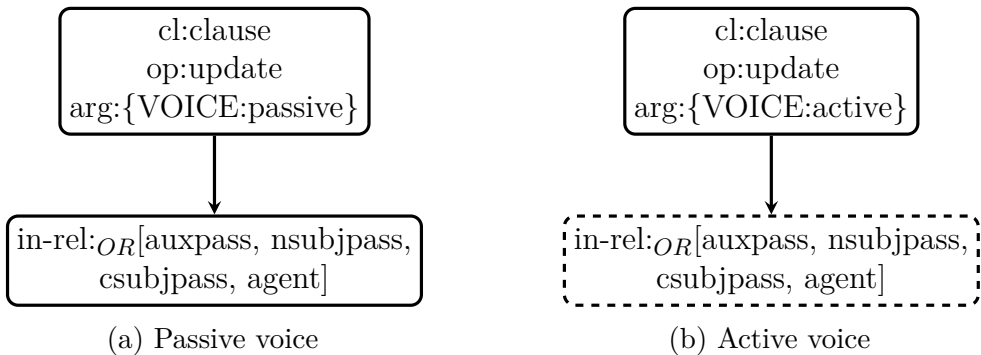 cl:clause
op:update
arg:{VOICE:passive}
in-rel:OR[auxpass, nsubjpass,
csubjpass, agent]
(a) Passive voice
cl:clause
op:update
arg:{VOICE:active}
in-rel:OR[auxpass, nsubjpass,
csubjpass, agent]
(b) Active voice